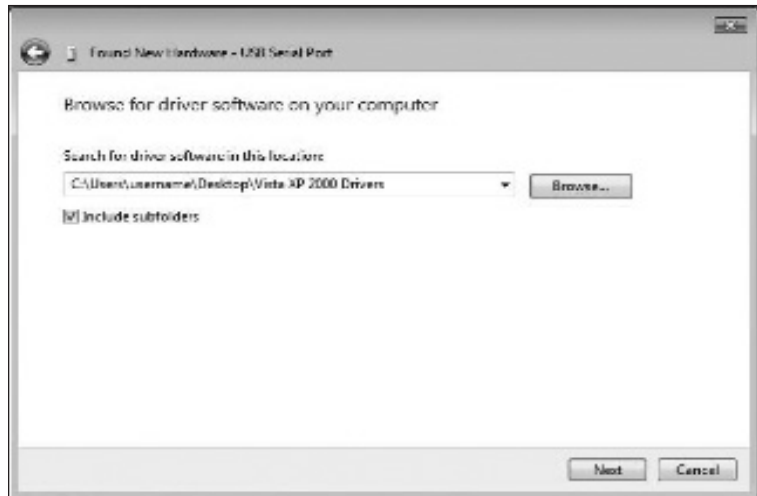 Found New Hardware - USB Serial Port
Browse for driver software on your computer
Search for driver software in this location:
C:\Users\username\Desktop\Vista XP 2000 Drivers
Browse...
Include subfolders
Next
Cancel